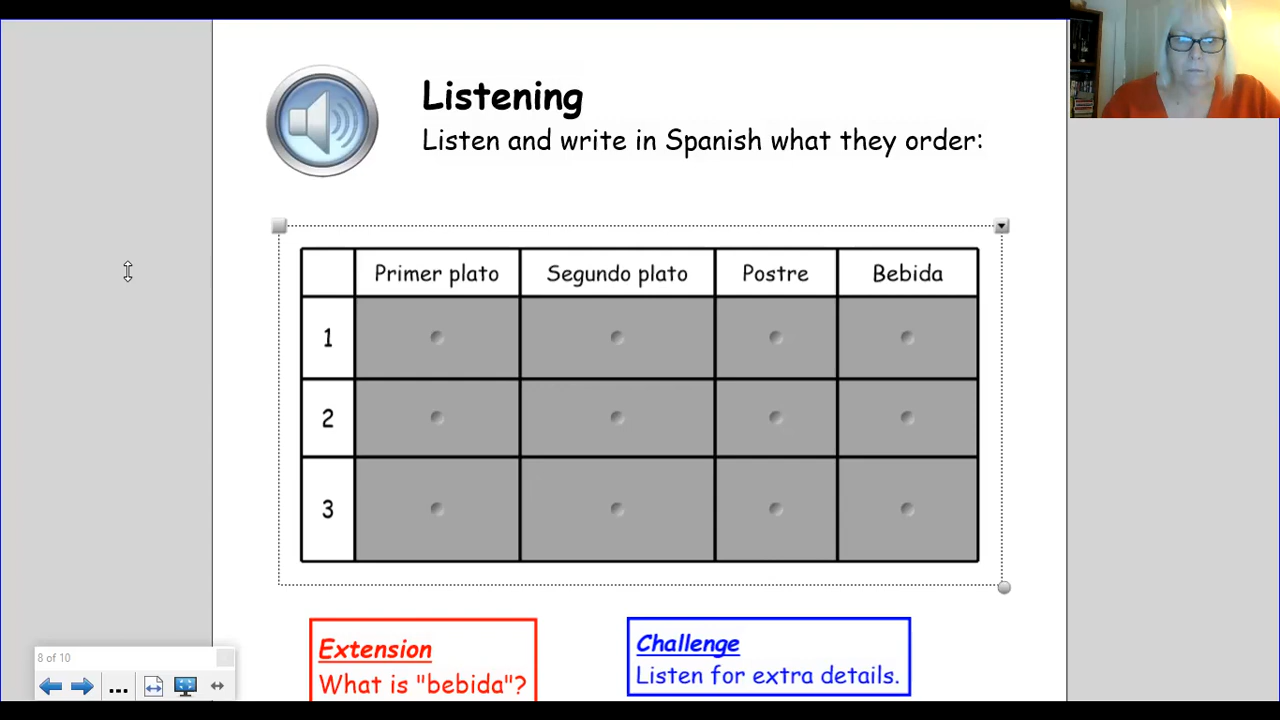 Listening
Listen and write in Spanish what they order:
Primer plato Segundo plato Postre Bebida
1
2
3
Extension
What is "bebida"?
Challenge
Listen for extra details.
8 of 10
...